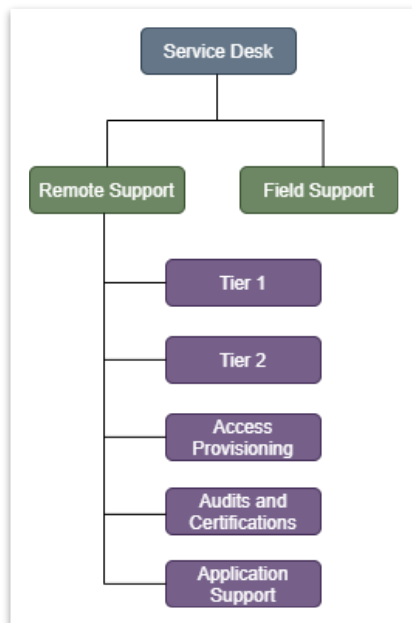 Service Desk
Remote Support
Field Support
Tier 1
Tier 2
Access
Provisioning
Audits and
Certifications
Application
Support